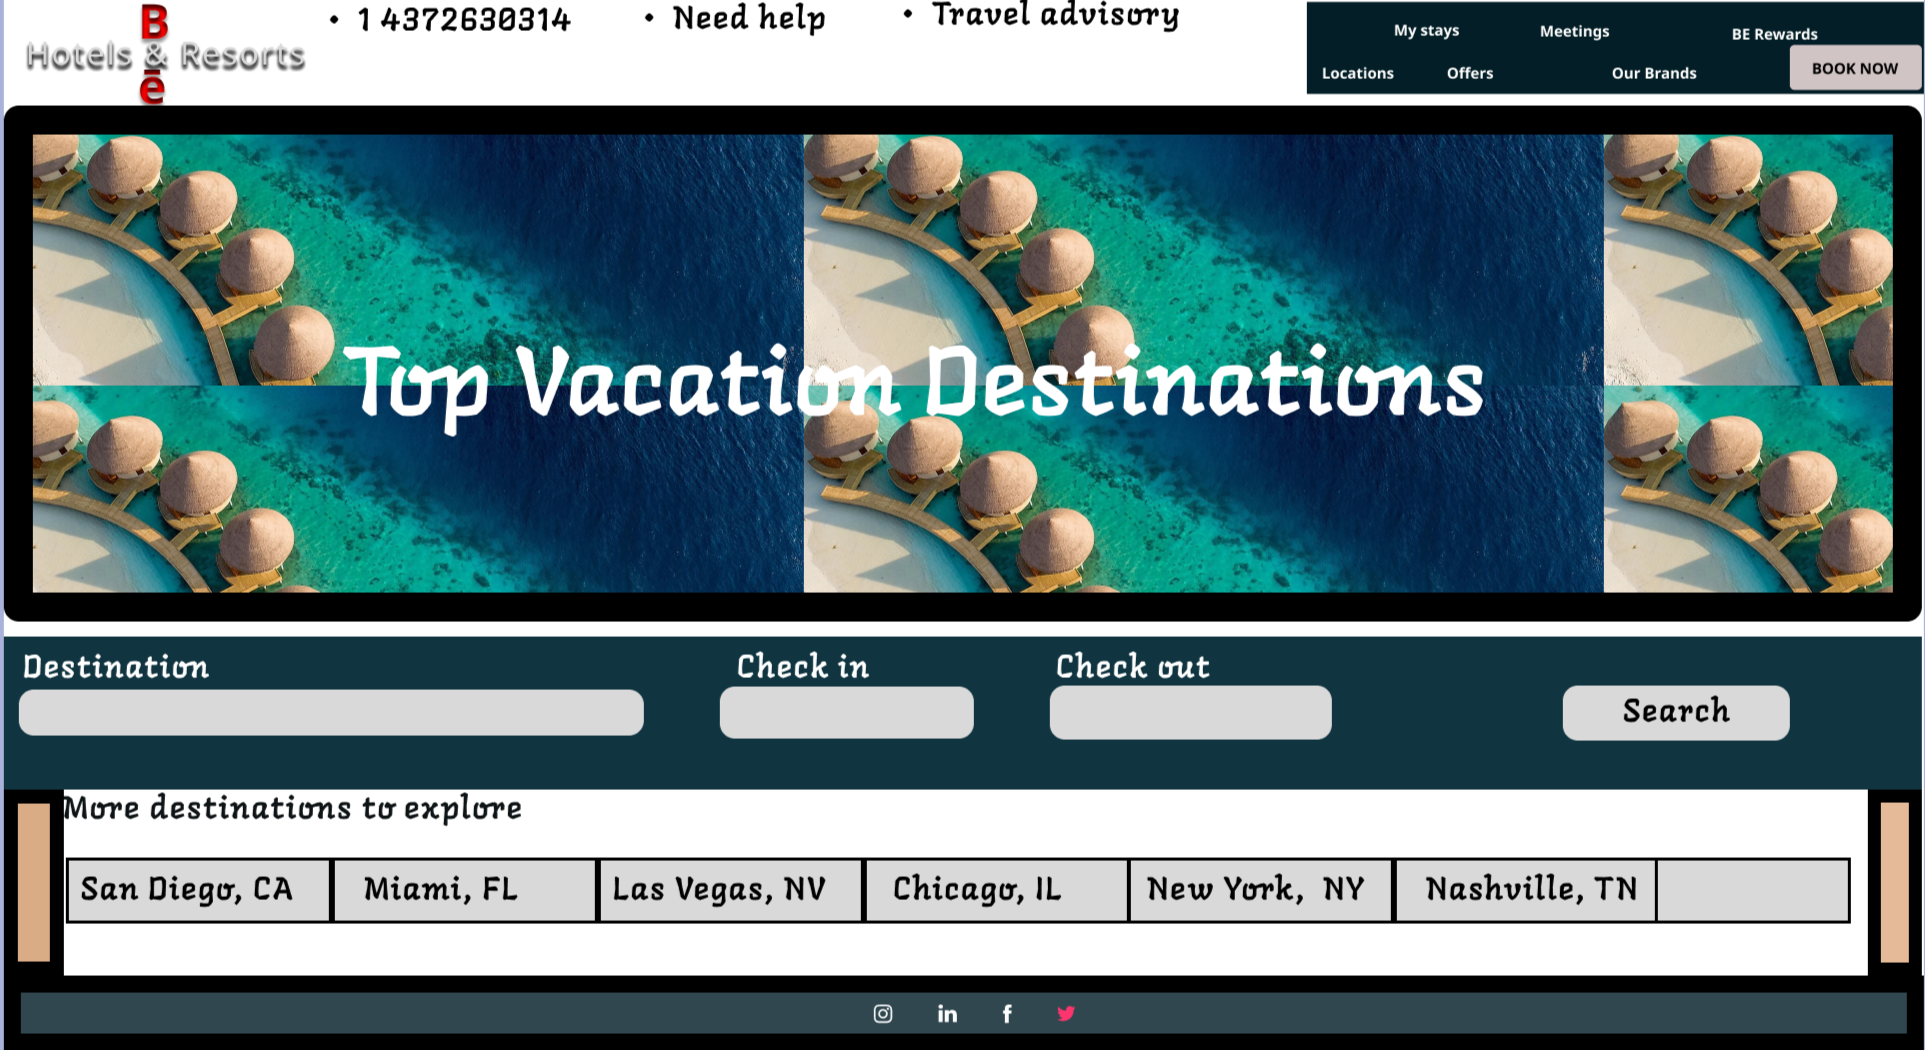 B
Hotels & Resorts
e
• 1 4372630314
• Need help
• Travel advisory
My stays
Meetings
BE Rewards
Locations
Offers
Our Brands
BOOK NOW
Top Vacation Destinations
Destination
Check in
Check out
Search
More destinations to explore
San Diego, CA
Miami, FL
Las Vegas, NV
Chicago, IL
New York, NY
Nashville, TN
in
f